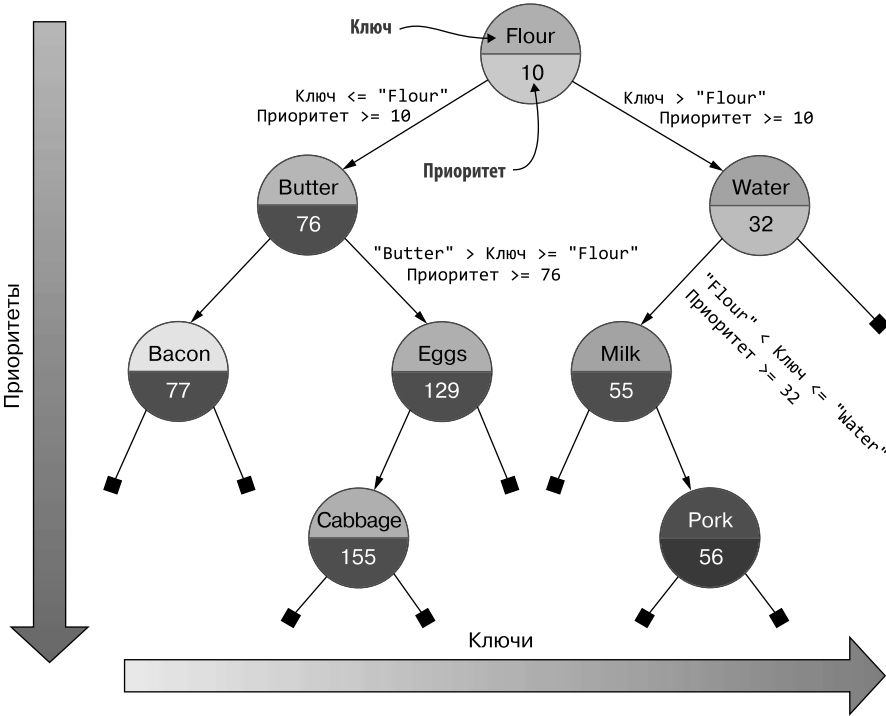 Ключ
Flour
10
Ключ <= "Flour"
Приоритет >= 10
Ключ > "Flour"
Приоритет >= 10
Приоритет
Butter
76
Water
32
"Butter" > Ключ >= "Flour"
Приоритет >= 76
"Flour" < Ключ <= "Water"
Приоритет >= 32
Приоритеты
Bacon
77
Eggs
129
Milk
55
Cabbage
155
Pork
56
Ключи